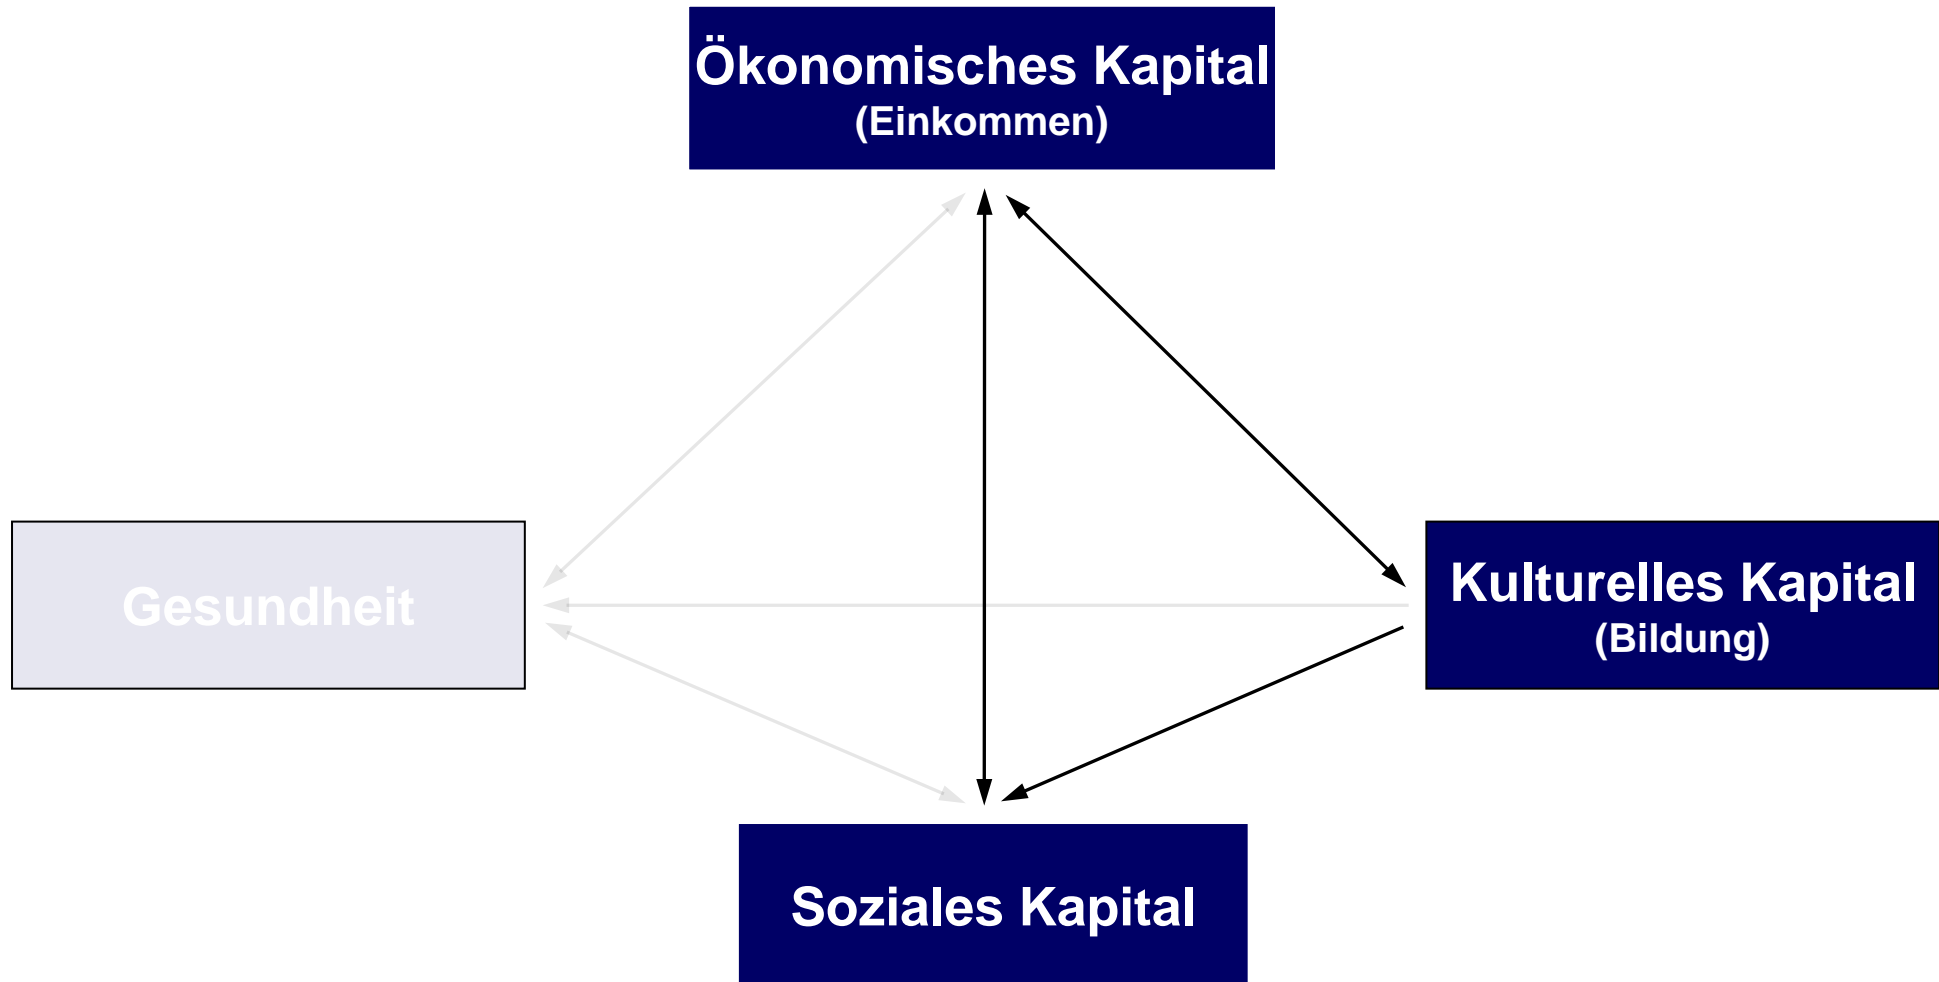 Ökonomisches Kapital
(Einkommen)
Gesundheit
Kulturelles Kapital
(Bildung)
Soziales Kapital